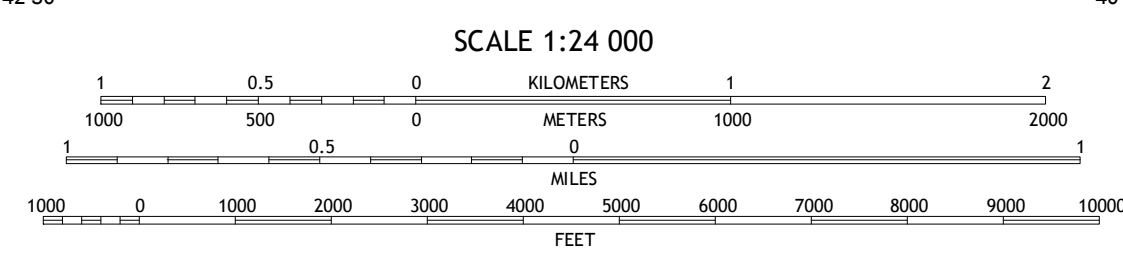 SCALE 1:24 000
1 0.5 0 KILOMETERS 1 2
1000 500 0 METERS 1000 2000
1 0.5 0 1
MILES
1000 0 1000 2000 3000 4000 5000 6000 7000 8000 9000 10000
FEET